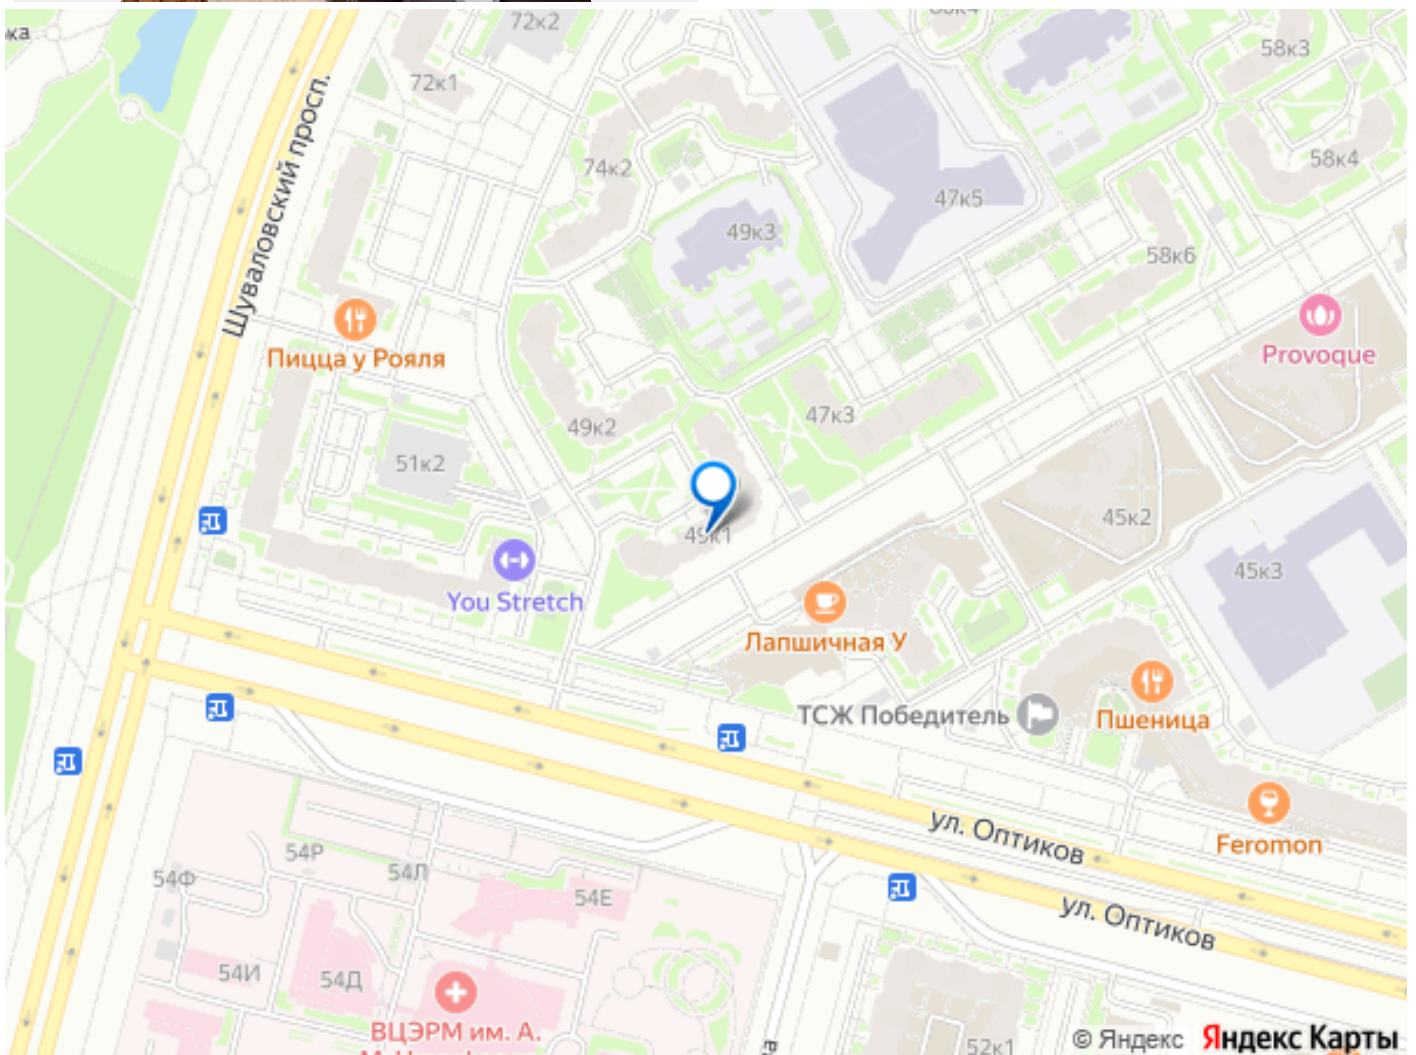 72к2
58к3
72к1
Шуваловский просп.
74к2
58к4
47к5
49к3
58к6
Пицца у Рояля
Provoque
47к3
49к2
51к2
45к2
49к1
45к3
You Stretch
Лапшичная У
ТСЖ Победитель
Пшеница
ул. Оптиков
Feromon
54Р
54Л
54Ф
54Е
ул. Оптиков
54И
54Д
ВЦЭРМ им. А.
52к1
© Яндекс Яндекс Карты